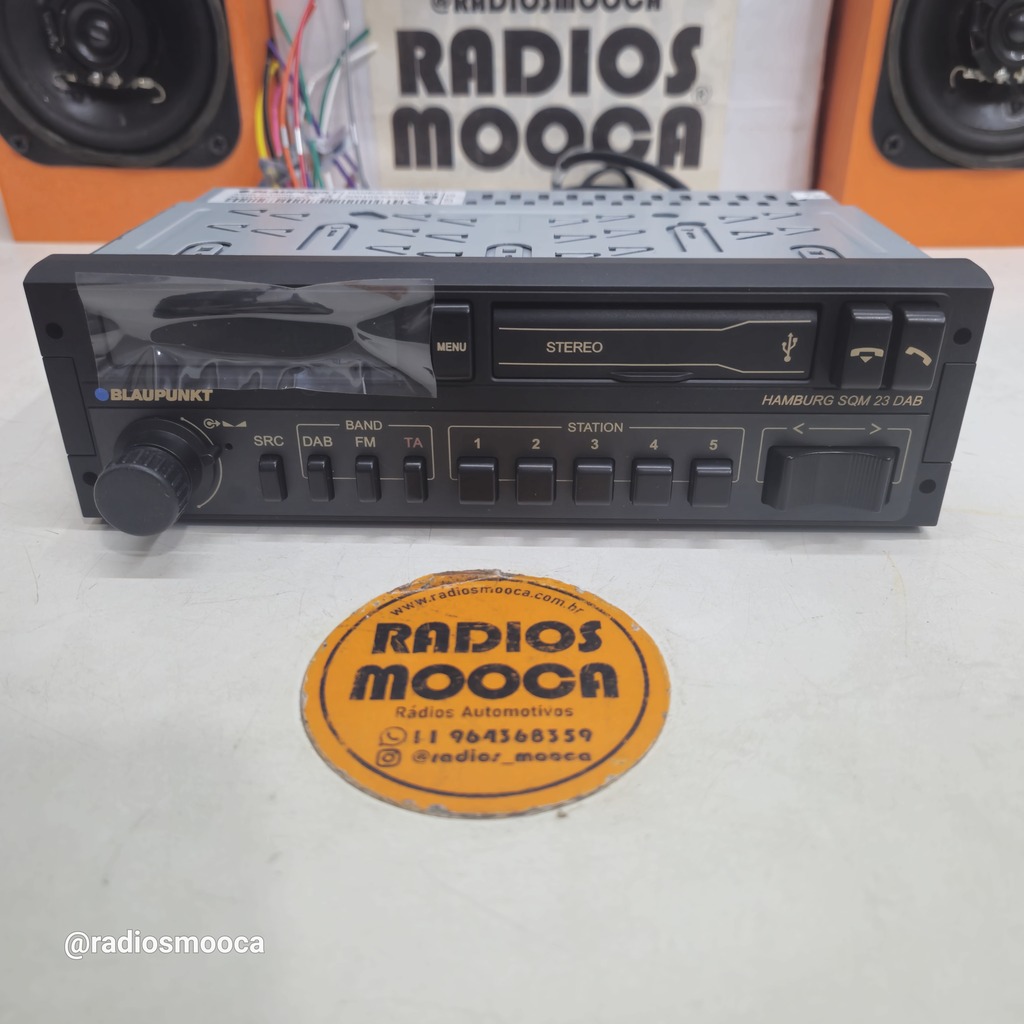 @RADIOSMOOCA
RADIOS
MOOCA
BLAUPUNKT
MENU
STEREO
BLAUPUNKT
HAMBURG SQM 23 DAB
SRC
BAND
DAB FM TA
STATION
1 2 3 4 5
< >
www.radiosmooca.com.br
RADIOS
MOOCA
Rádios Automotivos
11 964368359
@radios_mooca
@radiosmooca